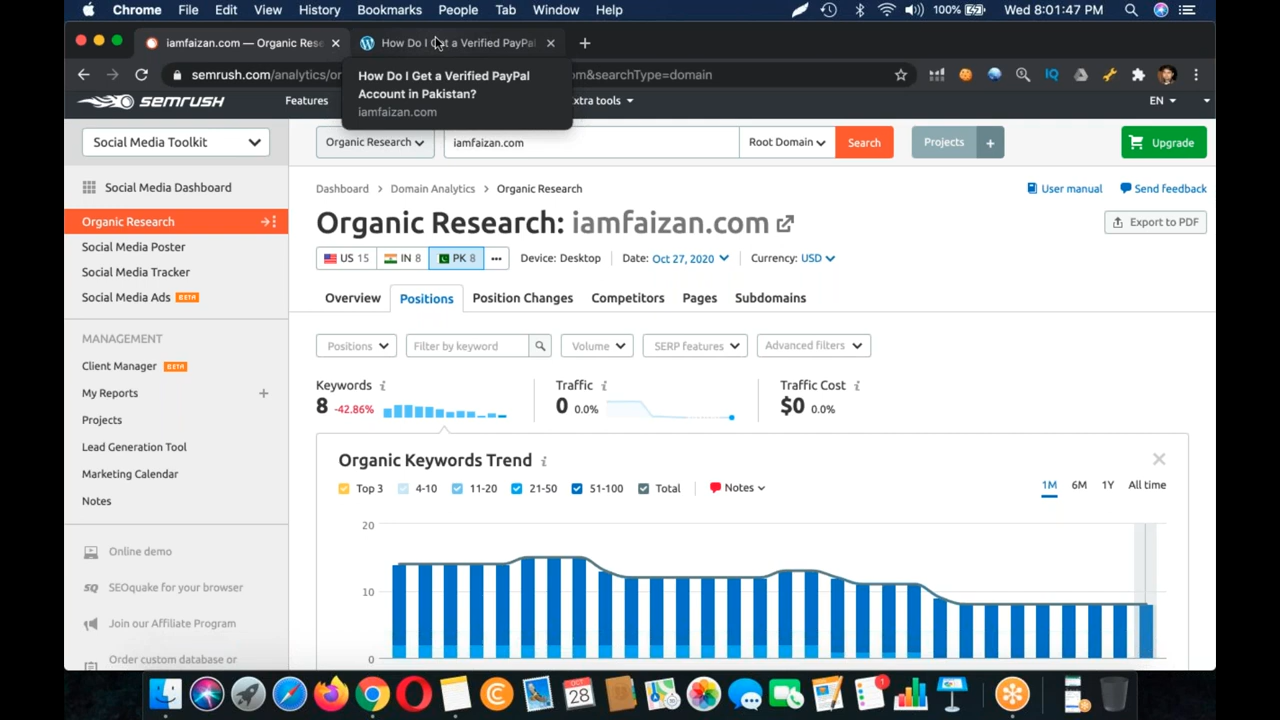 Chrome File Edit View History Bookmarks People Tab Window Help 100% Wed 8:01:47 PM
iamfaizan.com — Organic Rese
How Do I Get a Verified PayPal
semrush.com/analytics/or
om&searchType=domain
How Do I Get a Verified PayPal
Account in Pakistan?
iamfaizan.com
SEMRUSH
Features
xtra tools
EN
Social Media Toolkit
Organic Research
iamfaizan.com
Root Domain
Search
Projects
+
Upgrade
Social Media Dashboard
Dashboard > Domain Analytics > Organic Research
User manual
Send feedback
Organic Research
Organic Research: iamfaizan.com
Export to PDF
Social Media Poster
US 15 IN 8 PK 8 ••• Device: Desktop Date: Oct 27, 2020 Currency: USD
Social Media Tracker
Social Media Ads BETA
Overview Positions Position Changes Competitors Pages Subdomains
MANAGEMENT
Positions Filter by keyword Volume SERP features Advanced filters
Client Manager BETA
My Reports +
Keywords i
8 -42.86%
Traffic i
0 0.0%
Traffic Cost i
$0 0.0%
Projects
Lead Generation Tool
Marketing Calendar
Notes
Organic Keywords Trend i
Top 3 4-10 11-20 21-50 51-100 Total Notes
1M 6M 1Y All time
20
10
0
Online demo
SQ SEOquake for your browser
Join our Affiliate Program
Order custom database or
OCT
28
1